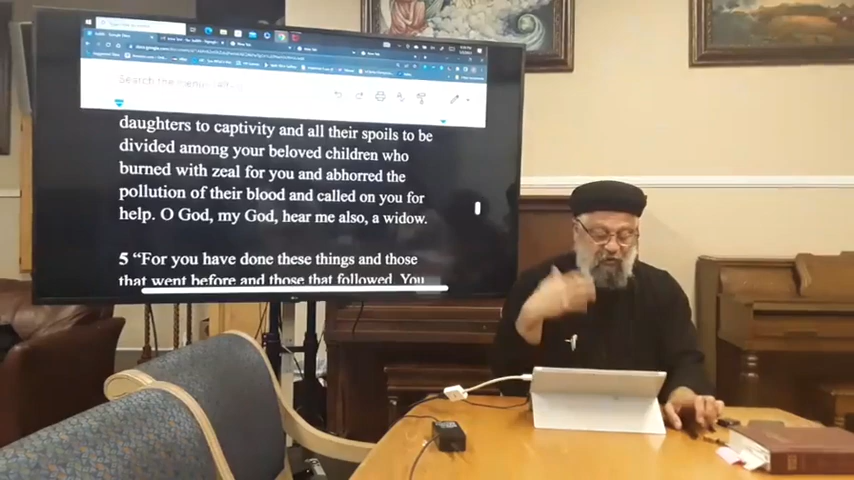 Search the menus
daughters to captivity and all their spoils to be
divided among your beloved children who
burned with zeal for you and abhorred the
pollution of their blood and called on you for
help. O God, my God, hear me also, a widow.
5 “For you have done these things and those
that went before and those that followed. You